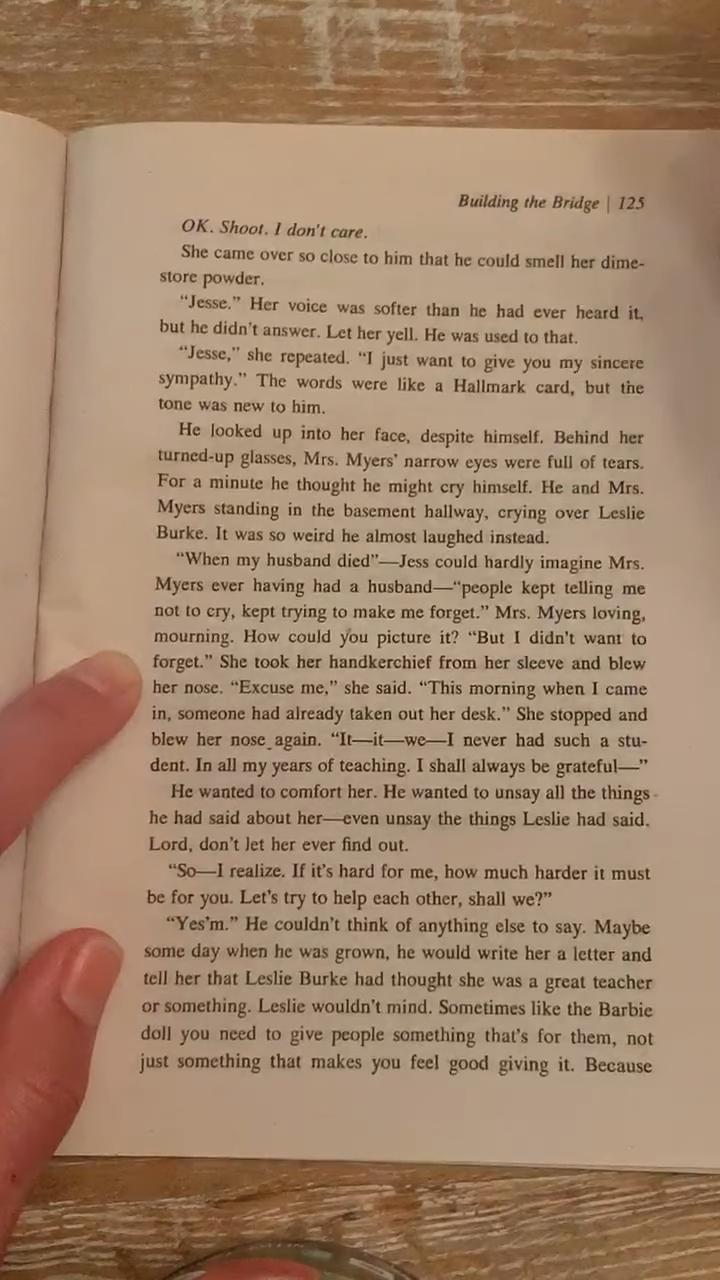 Building the Bridge | 125
OK. Shoot. I don't care.
She came over so close to him that he could smell her dime-
store powder.
“Jesse.” Her voice was softer than he had ever heard it,
but he didn't answer. Let her yell. He was used to that.
“Jesse,” she repeated. “I just want to give you my sincere
sympathy.” The words were like a Hallmark card, but the
tone was new to him.
He looked up into her face, despite himself. Behind her
turned-up glasses, Mrs. Myers’ narrow eyes were full of tears.
For a minute he thought he might cry himself. He and Mrs.
Myers standing in the basement hallway, crying over Leslie
Burke. It was so weird he almost laughed instead.
“When my husband died”—Jess could hardly imagine Mrs.
Myers ever having had a husband—“people kept telling me
not to cry, kept trying to make me forget.” Mrs. Myers loving,
mourning. How could you picture it? “But I didn't want to
forget.” She took her handkerchief from her sleeve and blew
her nose. “Excuse me,” she said. “This morning when I came
in, someone had already taken out her desk.” She stopped and
blew her nose again. “It—it—we—I never had such a stu-
dent. In all my years of teaching. I shall always be grateful—”
He wanted to comfort her. He wanted to unsay all the things
he had said about her—even unsay the things Leslie had said.
Lord, don't let her ever find out.
“So—I realize. If it's hard for me, how much harder it must
be for you. Let's try to help each other, shall we?”
“Yes'm.” He couldn't think of anything else to say. Maybe
some day when he was grown, he would write her a letter and
tell her that Leslie Burke had thought she was a great teacher
or something. Leslie wouldn't mind. Sometimes like the Barbie
doll you need to give people something that's for them, not
just something that makes you feel good giving it. Because